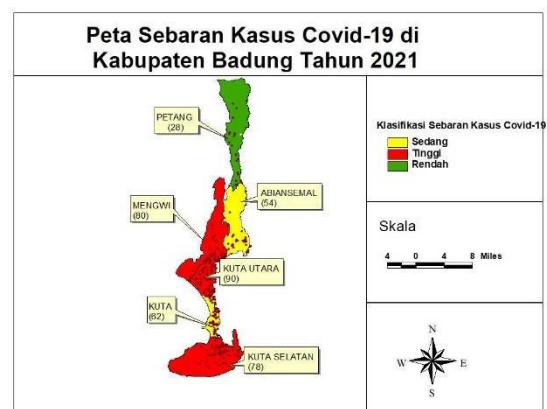 Peta Sebaran Kasus Covid-19 di
Kabupaten Badung Tahun 2021
PETANG
(28)
ABIANSEMAL
(54)
MENGWI
(80)
KUTA UTARA
(90)
KUTA
(62)
KUTA SELATAN
(78)
Klasifikasi Sebaran Kasus Covid-19
Sedang
Tinggi
Rendah
Skala
4 0 4 8 Miles
N
W E
S